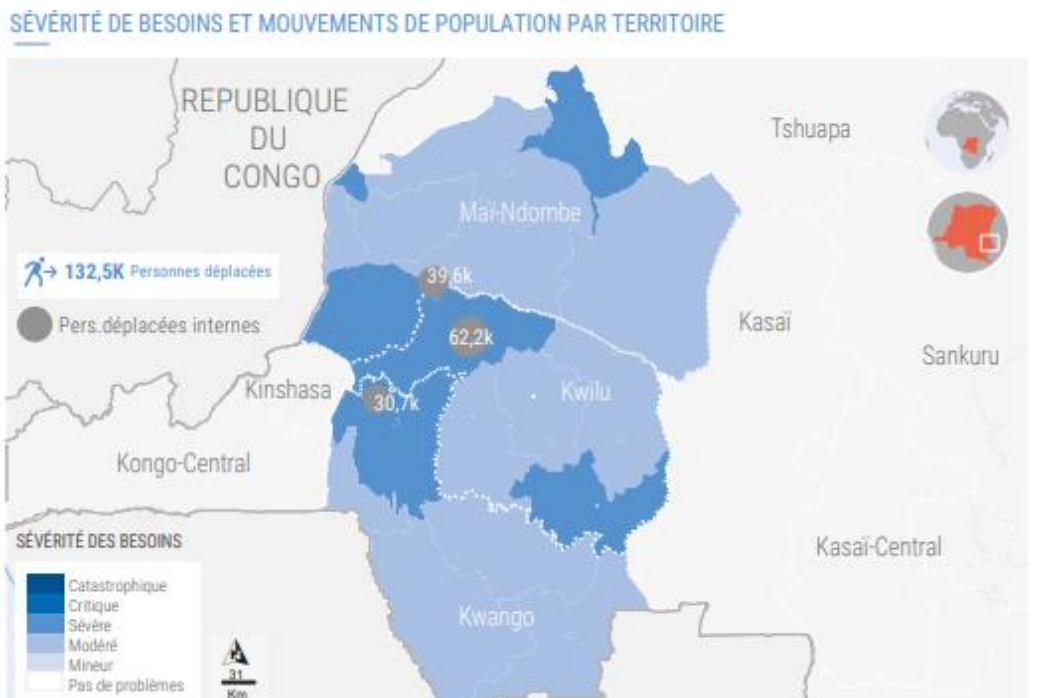 SÉVÉRITÉ DE BESOINS ET MOUVEMENTS DE POPULATION PAR TERRITOIRE
REPUBLIQUE
DU
CONGO
Tshuapa
Maï-Ndombe
132,5K Personnes déplacées
39,6k
Pers.déplacées internes
62,2k
Kasaï
Sankuru
Kinshasa
30,7k
Kwilu
Kongo-Central
SÉVÉRITÉ DES BESOINS
Kasaï-Central
Catastrophique
Critique
Sévère
Modéré
Mineur
Pas de problèmes
Kwango
31
Km